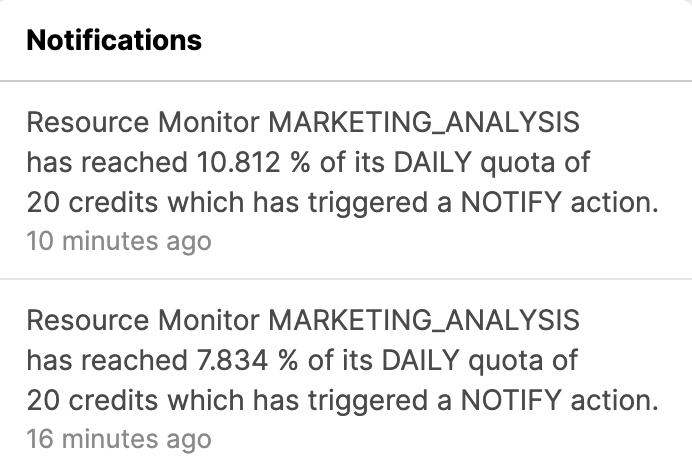 Notifications
Resource Monitor MARKETING_ANALYSIS
has reached 10.812 % of its DAILY quota of
20 credits which has triggered a NOTIFY action.
10 minutes ago
Resource Monitor MARKETING_ANALYSIS
has reached 7.834 % of its DAILY quota of
20 credits which has triggered a NOTIFY action.
16 minutes ago